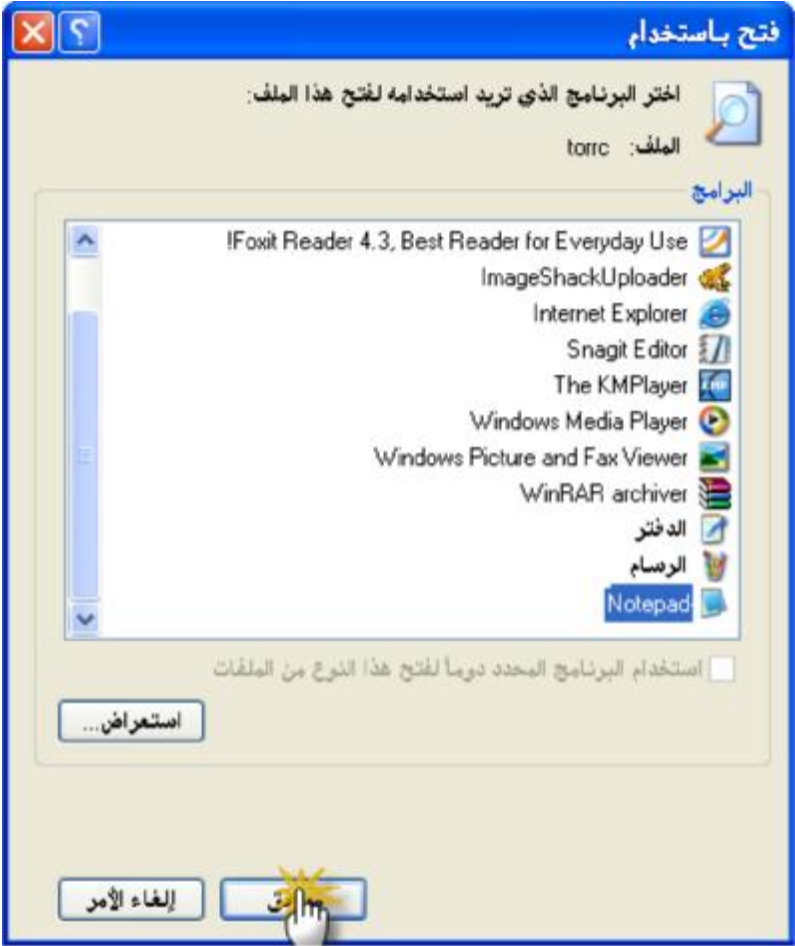 فتح باستخدام
اختر البرنامج الذي تريد استخدامه لفتح هذا الملف:
الملف: torrc
البرامج
!Foxit Reader 4.3, Best Reader for Everyday Use
ImageShackUploader
Internet Explorer
Snagit Editor
The KMPlayer
Windows Media Player
Windows Picture and Fax Viewer
WinRAR archiver
الدفتر
الرسام
Notepad
استخدام البرنامج المحدد دوماً لفتح هذا النوع من الملفات
استعراض...
إلغاء الأمر